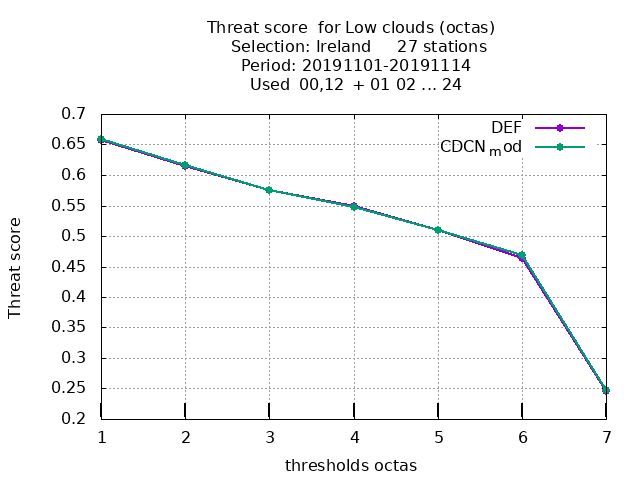 Threat score  for Low clouds (octas)
Selection: Ireland     27 stations
Period: 20191101-20191114
Used  00,12  + 01 02 ... 24
0.7
DEF
0.65
CDCNmod
0.6
0.55
0.5
0.45
0.4
0.35
0.3
0.25
0.2
Threat score
1 2 3 4 5 6 7
thresholds octas